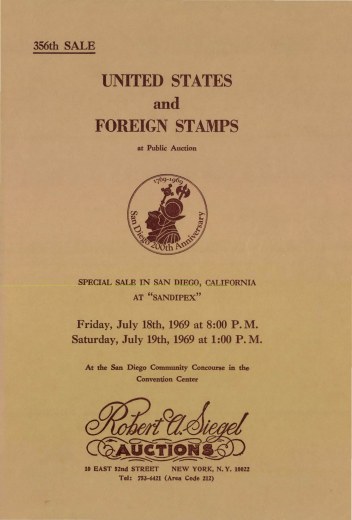 356th SALE
UNITED STATES
and
FOREIGN STAMPS
at Public Auction
1769-1969
San Diego 200th Anniversary
SPECIAL SALE IN SAN DIEGO, CALIFORNIA
AT "SANDIPEX"
Friday, July 18th, 1969 at 8:00 P. M.
Saturday, July 19th, 1969 at 1:00 P. M.
At the San Diego Community Concourse in the
Convention Center
Robert A. Siegel
AUCTIONS
10 EAST 52nd STREET NEW YORK, N. Y. 10022
Tel: 753-6421 (Area Code 212)